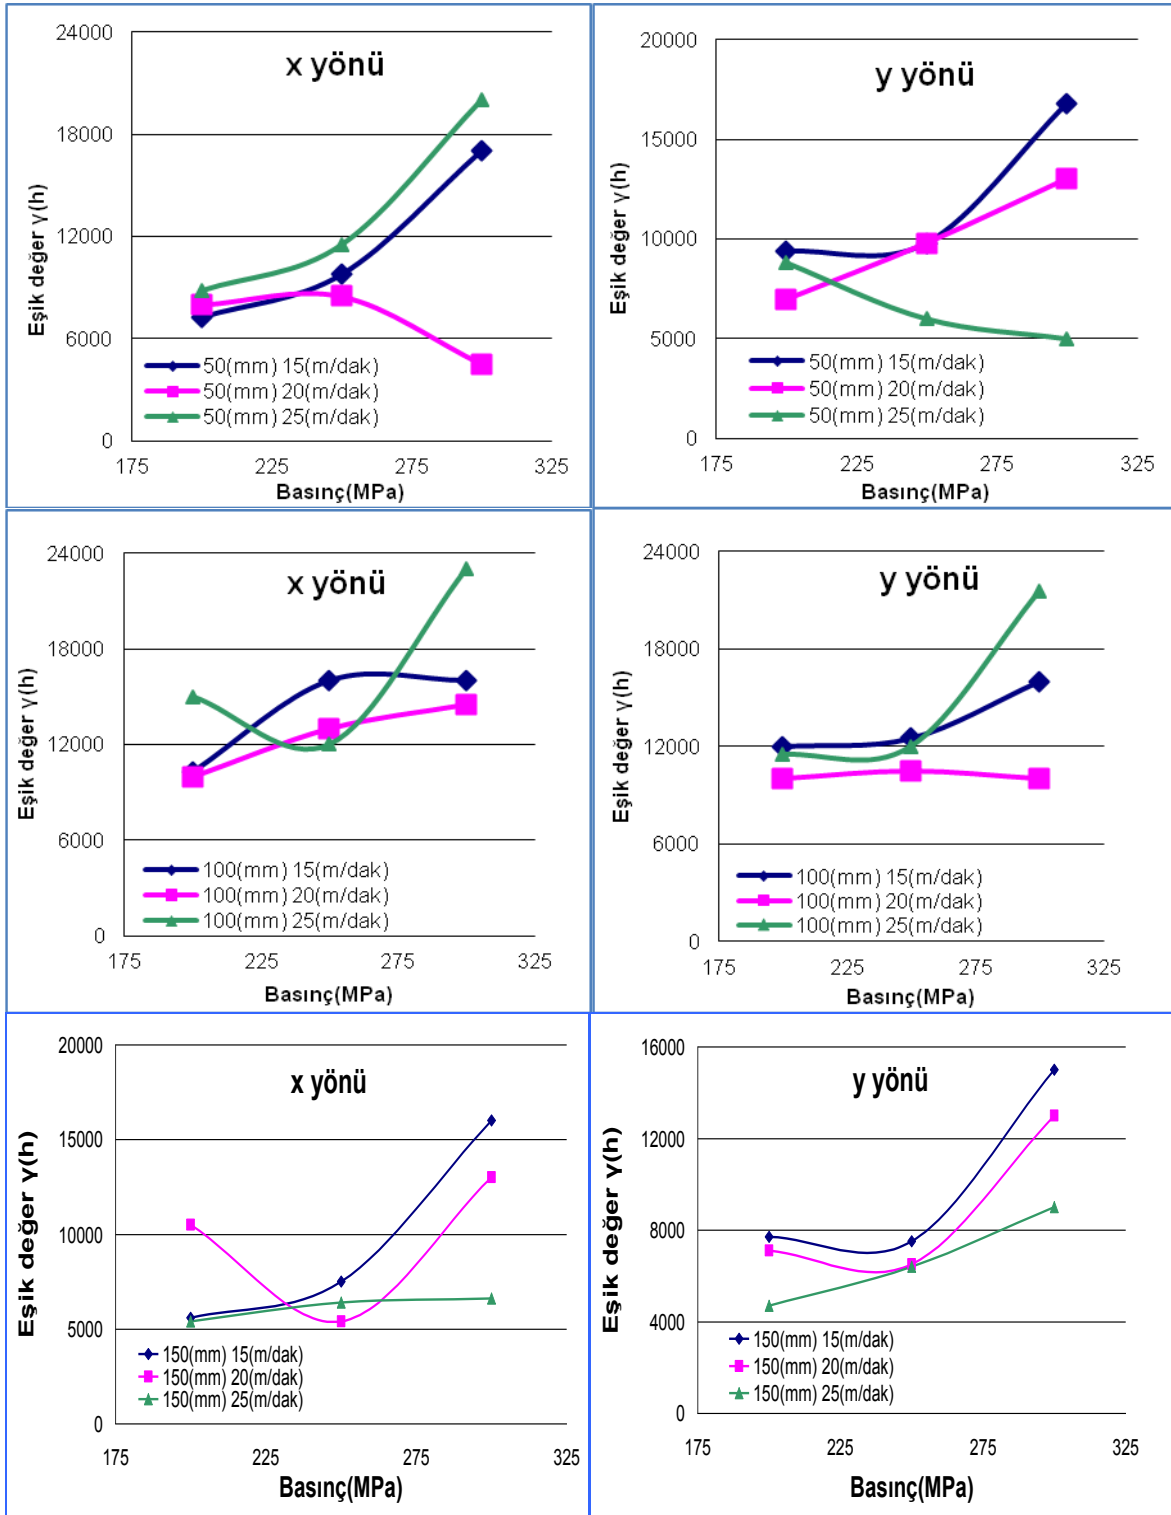 x yönü
24000
18000
12000
6000
0
Eşik değer γ(h)
50(mm) 15(m/dak)
50(mm) 20(m/dak)
50(mm) 25(m/dak)
175 225 275 325
Basınç(MPa)
y yönü
20000
15000
10000
5000
0
Eşik değer γ(h)
50(mm) 15(m/dak)
50(mm) 20(m/dak)
50(mm) 25(m/dak)
175 225 275 325
Basınç(MPa)
x yönü
24000
18000
12000
6000
0
Eşik değer γ(h)
100(mm) 15(m/dak)
100(mm) 20(m/dak)
100(mm) 25(m/dak)
175 225 275 325
Basınç(MPa)
y yönü
24000
18000
12000
6000
0
Eşik değer γ(h)
100(mm) 15(m/dak)
100(mm) 20(m/dak)
100(mm) 25(m/dak)
175 225 275 325
Basınç(MPa)
x yönü
20000
15000
10000
5000
0
Eşik değer γ(h)
150(mm) 15(m/dak)
150(mm) 20(m/dak)
150(mm) 25(m/dak)
175 225 275 325
Basınç(MPa)
y yönü
16000
12000
8000
4000
0
Eşik değer γ(h)
150(mm) 15(m/dak)
150(mm) 20(m/dak)
150(mm) 25(m/dak)
175 225 275 325
Basınç(MPa)